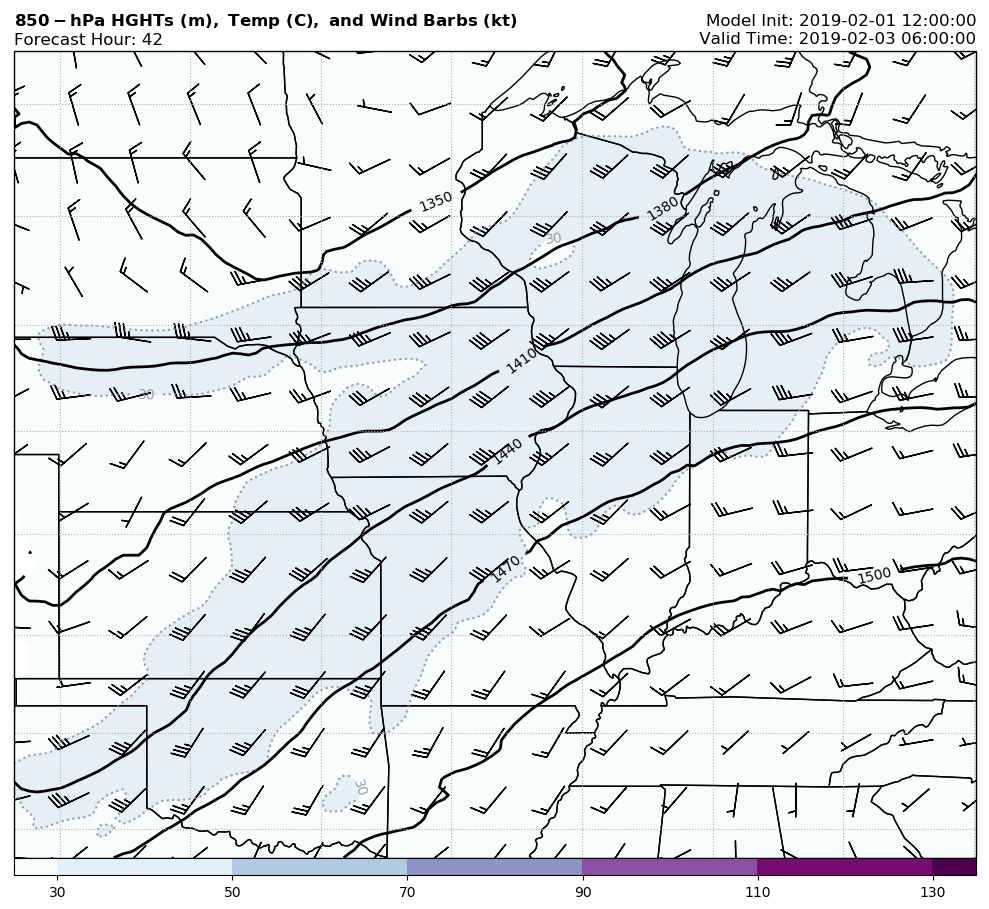 850 − hPa HGHTs (m), Temp (C), and Wind Barbs (kt)
Model Init: 2019-02-01 12:00:00
Forecast Hour: 42
Valid Time: 2019-02-03 06:00:00
1350
1380
30
1410
30
1440
1470
1500
30
30 50 70 90 110 130